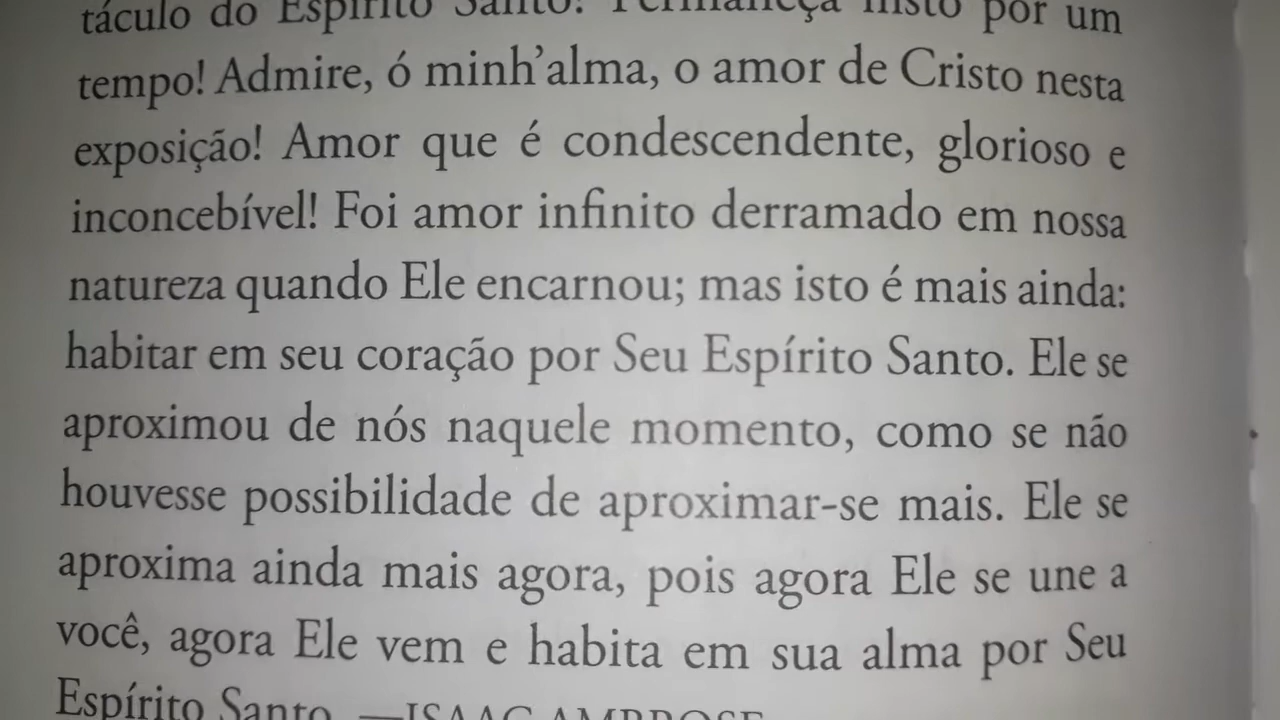 táculo do Espírito Santo! Permaneça nisto por um
tempo! Admire, ó minh’alma, o amor de Cristo nesta
exposição! Amor que é condescendente, glorioso e
inconcebível! Foi amor infinito derramado em nossa
natureza quando Ele encarnou; mas isto é mais ainda:
habitar em seu coração por Seu Espírito Santo. Ele se
aproximou de nós naquele momento, como se não
houvesse possibilidade de aproximar-se mais. Ele se
aproxima ainda mais agora, pois agora Ele se une a
você, agora Ele vem e habita em sua alma por Seu
Espírito Santo. —ISAAC AMBROSE